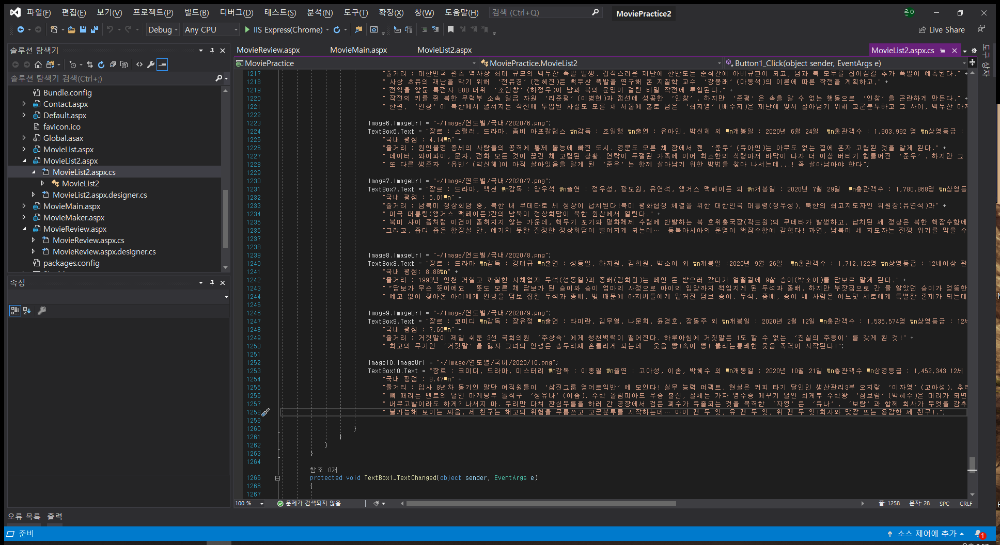 파일(F) 편집(E) 보기(V) 프로젝트(P) 빌드(B) 디버그(D) 테스트(S) 분석(N) 도구(T) 확장(X) 창(W) 도움말(H) 검색 (Ctrl+Q) MoviePractice2
Debug Any CPU IIS Express(Chrome) Live Share
솔루션 탐색기
솔루션 탐색기 검색(Ctrl+;)
Bundle.config
Contact.aspx
Default.aspx
favicon.ico
Global.asax
MovieList.aspx
MovieList2.aspx
MovieList2.aspx.cs
MovieList2
MovieList2.aspx.designer.cs
MovieMain.aspx
MovieMaker.aspx
MovieReview.aspx
MovieReview.aspx.cs
MovieReview.aspx.designer.cs
packages.config
속성
MovieReview.aspx MovieMain.aspx MovieList2.aspx MovieList2.aspx.cs
도구 상자
MoviePractice MoviePractice.MovieList2 Button1_Click(object sender, EventArgs e)
1217 "줄거리 : 대한민국 관측 역사상 최대 규모의 백두산 폭발 발생. 갑작스러운 재난에 한반도는 순식간에 아비규환이 되고, 남과 북 모두를 집어삼킬 추가 폭발이 예측된다." +
1218 " 사상 초유의 재난을 막기 위해 ‘전유경’(전혜진)은 백두산 폭발을 연구해 온 지질학 교수 ‘강봉래’(마동석)의 이론에 따른 작전을 계획하고," +
1219 " 전역을 앞둔 특전사 EOD 대위 ‘조인창’(하정우)이 남과 북의 운명이 걸린 비밀 작전에 투입된다." +
1220 " 작전의 키를 쥔 북한 무력부 소속 일급 자원 ‘리준평’(이병헌)과 접선에 성공한 ‘인창’. 하지만 ‘준평’은 속을 알 수 없는 행동으로 ‘인창’을 곤란하게 만든다." +
1221 " 한편, ‘인창’이 북한에서 펼쳐지는 작전에 투입된 사실도 모른 채 서울에 홀로 남은 ‘최지영’(배수지)은 재난에 맞서 살아남기 위해 고군분투하고 그 사이, 백두산 마지
1222
1223 Image6.ImageUrl = "~/Image/연도별/국내/2020/6.png";
1224 TextBox6.Text = "장르 : 스릴러, 드라마, 좀비 아포칼립스 ₩n감독 : 조일형 ₩n출연 : 유아인, 박신혜 외 ₩n개봉일 : 2020년 6월 24일 ₩n총관객수 : 1,903,992 명 ₩n상영등급 :
1225 "국내 평점 : 4.14₩n" +
1226 "줄거리 : 원인불명 증세의 사람들의 공격에 통제 불능에 빠진 도시. 영문도 모른 채 잠에서 깬 ‘준우’(유아인)는 아무도 없는 집에 혼자 고립된 것을 알게 된다." +
1227 " 데이터, 와이파이, 문자, 전화 모든 것이 끊긴 채 고립된 상황. 연락이 두절된 가족에 이어 최소한의 식량마저 바닥이 나자 더 이상 버티기 힘들어진 ‘준우’. 하지만 그
1228 " 또 다른 생존자 ‘유빈’(박신혜)이 아직 살아있음을 알게 된 ‘준우’는 함께 살아남기 위한 방법을 찾아 나서는데...! 꼭 살아남아야 한다";
1229
1230 Image7.ImageUrl = "~/Image/연도별/국내/2020/7.png";
1231 TextBox7.Text = "장르 : 드라마, 액션 ₩n감독 : 양우석 ₩n출연 : 정우성, 곽도원, 유연석, 앵거스 맥페이든 외 ₩n개봉일 : 2020년 7월 29일 ₩n총관객수 : 1,780,868명 ₩n상영등
1232 "국내 평점 : 5.01₩n" +
1233 "줄거리 : 남북미 정상회담 중, 북한 내 쿠데타로 세 정상이 납치된다!북미 평화협정 체결을 위한 대한민국 대통령(정우성), 북한의 최고지도자인 위원장(유연석)과" +
1234 " 미국 대통령(앵거스 맥페이든)간의 남북미 정상회담이 북한 원산에서 열린다." +
1235 " 북미 사이 좀처럼 이견이 좁혀지지 않는 가운데, 핵무기 포기와 평화체제 수립에 반발하는 북 호위총국장(곽도원)의 쿠데타가 발생하고, 납치된 세 정상은 북한 핵잠수함에
1236 "그리고, 좁디 좁은 함장실 안, 예기치 못한 진정한 정상회담이 벌어지게 되는데… 동북아시아의 운명이 핵잠수함에 갇혔다! 과연, 남북미 세 지도자는 전쟁 위기를 막을 수
1237
1238
1239 Image8.ImageUrl = "~/Image/연도별/국내/2020/8.png";
1240 TextBox8.Text = "장르 : 드라마 ₩n감독 : 강대규 ₩n출연 : 성동일, 하지원, 김희원, 박소이 외 ₩n개봉일 :2020년 9월 26일 ₩n총관객수 : 1,712,122명 ₩n상영등급 : 12세이상 관
1241 "국내 평점: 8.88₩n" +
1242 "줄거리 : 1993년 인천 거칠고 까칠한 사채업자 두석(성동일)과 종배(김희원)는 떼인 돈 받으러 갔다가 얼떨결에 9살 승이(박소이)를 담보로 맡게 된다." +
1243 " “담보가 무슨 뜻이에요 뜻도 모른 채 담보가 된 승이와 승이 엄마의 사정으로 아이의 입양까지 책임지게 된 두석과 종배. 하지만 부잣집으로 간 줄 알았던 승이가 엉뚱한
1244 " 예고 없이 찾아온 아이에게 인생을 담보 잡힌 두석과 종배. 빚 때문에 아저씨들에게 맡겨진 담보 승이. 두석, 종배, 승이 세 사람은 어느덧 서로에게 특별한 존재가 되는데
1245
1246 Image9.ImageUrl = "~/Image/연도별/국내/2020/9.png";
1247 TextBox9.Text = "장르 : 코미디 ₩n감독 : 장유정 ₩n출연 : 라미란, 김무열, 나문희, 윤경호, 장동주 외 ₩n개봉일 : 2020년 2월 12일 ₩n총관객수 : 1,535,574명 ₩n상영등급 : 12세
1248 "국내 평점 : 7.69₩n" +
1249 "줄거리 : 거짓말이 제일 쉬운 3선 국회의원 ‘주상숙’에게 청천벽력이 떨어진다. 하루아침에 거짓말은 1도 할 수 없는 ‘진실의 주둥이’를 갖게 된 것!" +
1250 " 최고의 무기인 ‘거짓말’을 잃자 그녀의 인생은 송두리째 흔들리게 되는데 웃음 빵!속이 뻥! 뚫리는통쾌한 웃음 폭격이 시작된다!";
1251
1252 Image10.ImageUrl = "~/Image/연도별/국내/2020/10.png";
1253 TextBox10.Text = "장르 : 코미디, 드라마, 미스터리 ₩n감독 : 이종필 ₩n출연 : 고아성, 이솜, 박혜수 외 ₩n개봉일 : 2020년 10월 21일 ₩n총관객수 ₩n상영등급 : 1,452,343 12세
1254 "국내 평점 : 8.47₩n" +
1255 "줄거리 : 입사 8년차 동기인 말단 여직원들이 ‘삼진그룹 영어토익반’에 모인다! 실무 능력 퍼펙트, 현실은 커피 타기 달인인 생산관리3부 오지랖 ‘이자영’(고아성), 추리
1256 " 뼈 때리는 멘트의 달인 마케팅부 돌직구 ‘정유나’(이솜), 수학 올림피아드 우승 출신, 실체는 가짜 영수증 메꾸기 달인 회계부 수학왕 ‘심보람’(박혜수)은 대리가 되면
1257 " 내부고발이라도 하게? 나서지 마. 우리만 다쳐 잔심부름을 하러 간 공장에서 검은 폐수가 유출되는 것을 목격한 ‘자영’은 ‘유나’, ‘보람’과 함께 회사가 무엇을 감추
1258 " 불가능해 보이는 싸움, 세 친구는 해고의 위험을 무릅쓰고 고군분투를 시작하는데… 아이 캔 두 잇, 유 캔 두 잇, 위 캔 두 잇!회사와 맞짱 뜨는 용감한 세 친구!.";
1259
1260 }
1261 }
1262 }
1263 }
1264
참조 0개
1265 protected void TextBox1_TextChanged(object sender, EventArgs e)
1266 {
1267
100 % 문제가 검색되지 않음 줄: 1258 문자: 28 SPC CRLF
오류 목록 출력
준비 소스 제어에 추가 1